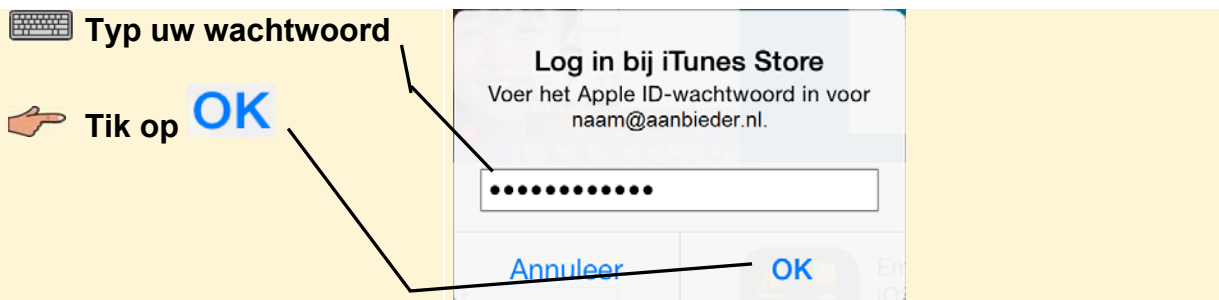 Typ uw wachtwoord
Tik op OK
Log in bij iTunes Store
Voer het Apple ID-wachtwoord in voor
naam@aanbieder.nl.
••••••••••••
Annuleer OK